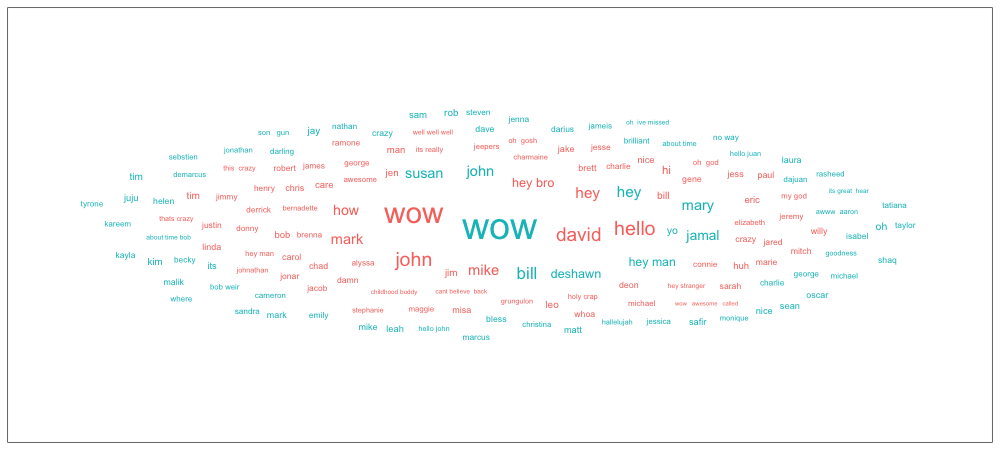 sam rob steven
jenna
son gun jay nathan crazy well well well dave darius jameis oh ive missed
ramone man its really jeepers oh gosh jake jesse brilliant about time no way
sebstien jonathan darling george charmaine nice hello juan laura
demarcus this crazy robert james awesome jen susan john brett charlie hi oh god jess paul dajuan rasheed
tim henry chris care hey bro hey hey bill gene my god its great hear
tyrone juju helen tim jimmy derrick bernadette how wow mary eric awww aaron tatiana
kareem thats crazy justin donny bob brenna mark wow david hello yo jamal elizabeth jeremy willy isabel oh taylor
about time bob linda crazy jared mitch goodness
kayla kim becky its hey man carol chad alyssa john jim mike bill deshawn hey man connie huh marie george michael shaq
malik johnathan jonar damn charlie
where bob weir cameron jacob childhood buddy cant believe back grungulon leo holy crap deon hey stranger sarah oscar
sandra mark emily stephanie maggie misa bless whoa michael wow awesome called nice sean
mike leah hello john christina matt hallelujah jessica safir monique
marcus